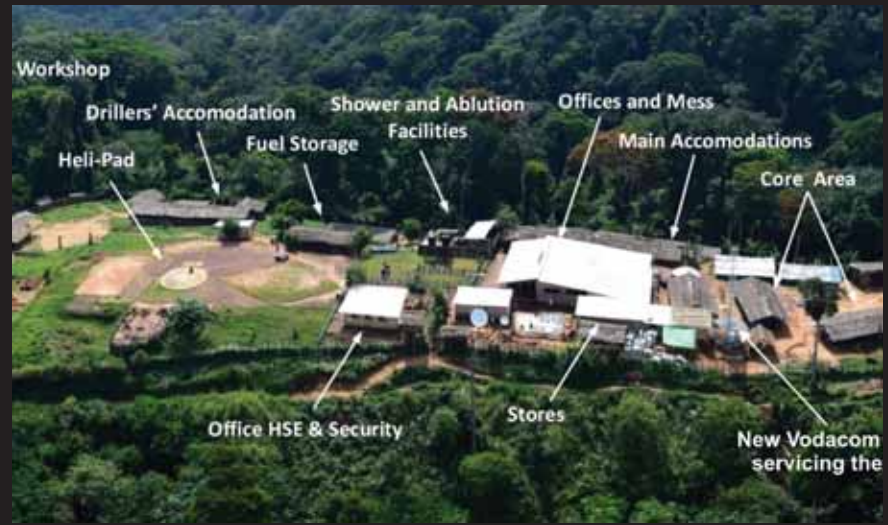 Workshop
Drillers' Accomodation
Shower and Ablution
Facilities
Offices and Mess
Heli-Pad
Fuel Storage
Main Accomodations
Core Area
Office HSE & Security
Stores
New Vodacom
servicing the